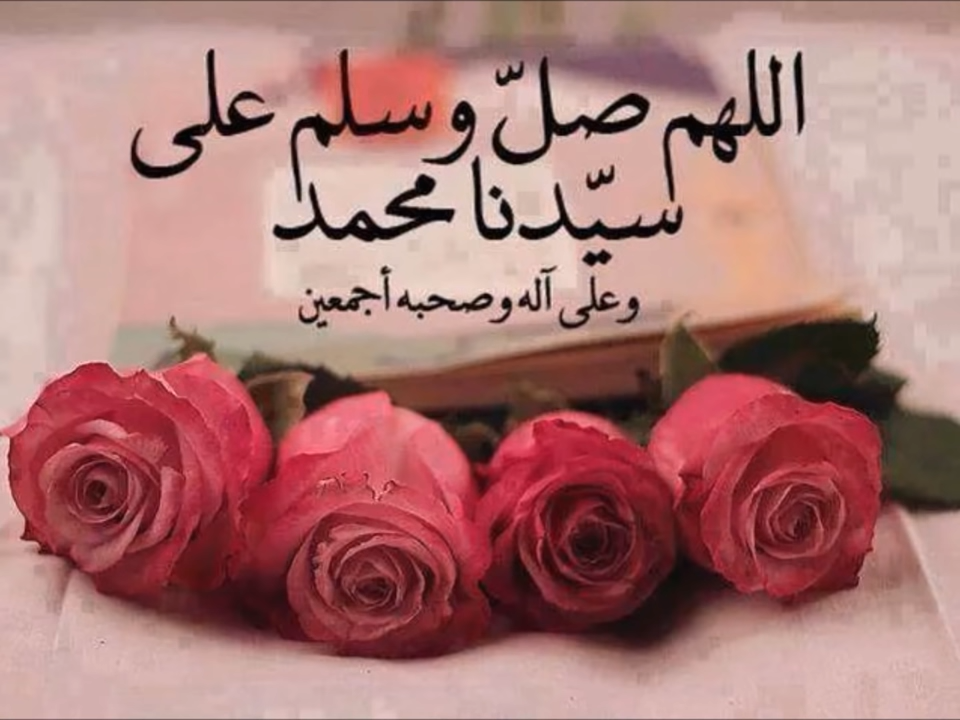 اللهم صلّ وسلم على
سيّدنا محمد
وعلى آله وصحبه أجمعين